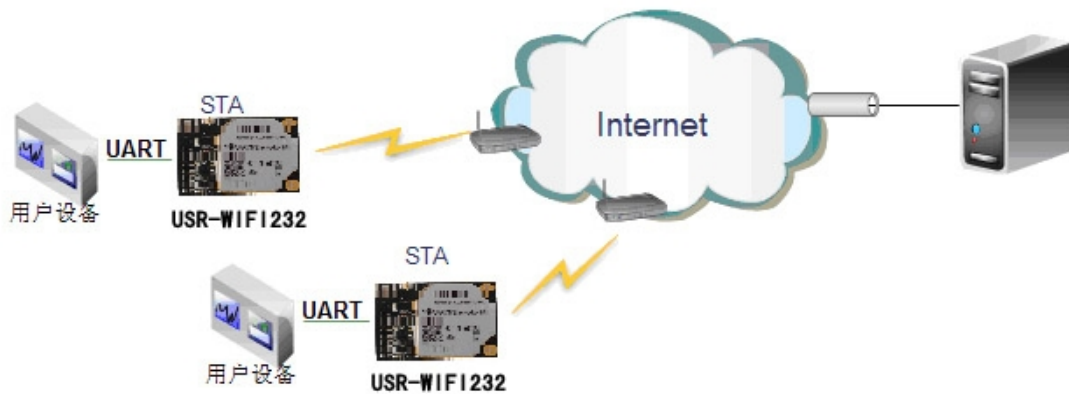 STA
Internet
UART
用户设备
USR-WIFI232
STA
UART
用户设备
USR-WIFI232